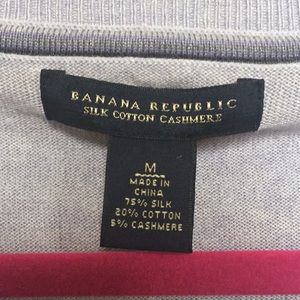 BANANA REPUBLIC
SILK COTTON CASHMERE
M
MADE IN
CHINA
75% SILK
20% COTTON
5% CASHMERE